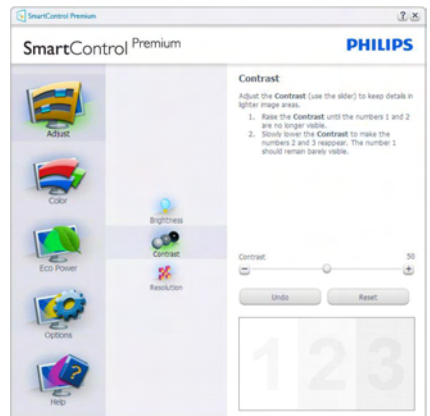 SmartControl Premium
SmartControl Premium
PHILIPS
Adjust
Color
Eco Power
Options
Help
Brightness
Contrast
Resolution
Contrast
Adjust the Contrast (use the slider) to keep details in
lighter image areas.
1. Raise the Contrast until the numbers 1 and 2
are no longer visible.
2. Slowly lower the Contrast to make the
numbers 2 and 3 reappear. The number 1
should remain barely visible.
Contrast 50
Undo Reset
1 2 3